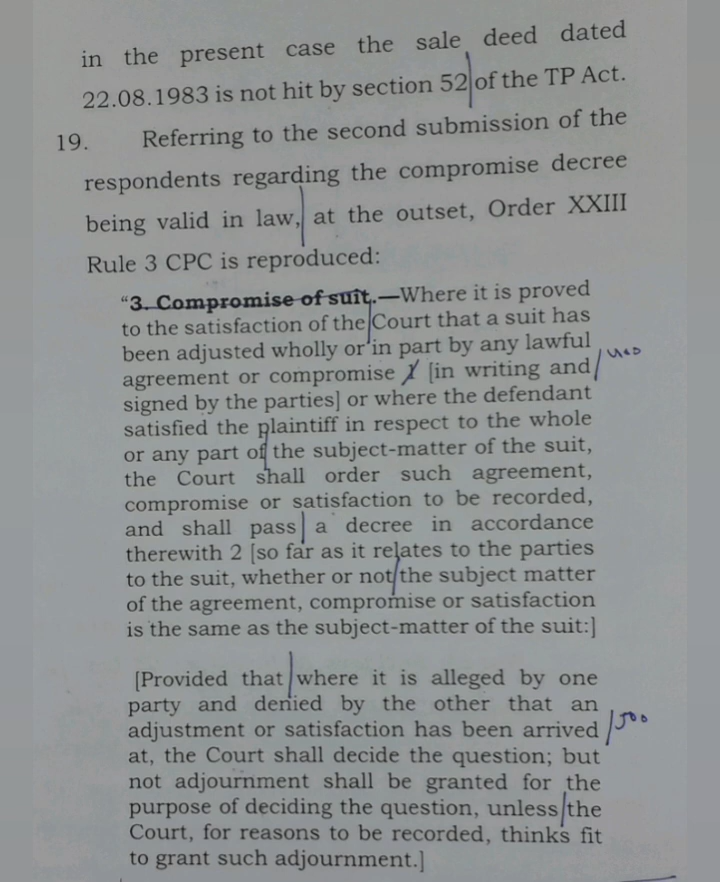 in the present case the sale deed dated
22.08.1983 is not hit by section 52 of the TP Act.
19. Referring to the second submission of the
respondents regarding the compromise decree
being valid in law, at the outset, Order XXIII
Rule 3 CPC is reproduced:
“3. Compromise of suit.—Where it is proved
to the satisfaction of the Court that a suit has
been adjusted wholly or in part by any lawful
agreement or compromise [in writing and 400
signed by the parties] or where the defendant
satisfied the plaintiff in respect to the whole
or any part of the subject-matter of the suit,
the Court shall order such agreement,
compromise or satisfaction to be recorded,
and shall pass a decree in accordance
therewith 2 [so far as it relates to the parties
to the suit, whether or not the subject matter
of the agreement, compromise or satisfaction
is the same as the subject-matter of the suit:]
[Provided that where it is alleged by one
party and denied by the other that an
adjustment or satisfaction has been arrived 500
at, the Court shall decide the question; but
not adjournment shall be granted for the
purpose of deciding the question, unless the
Court, for reasons to be recorded, thinks fit
to grant such adjournment.]